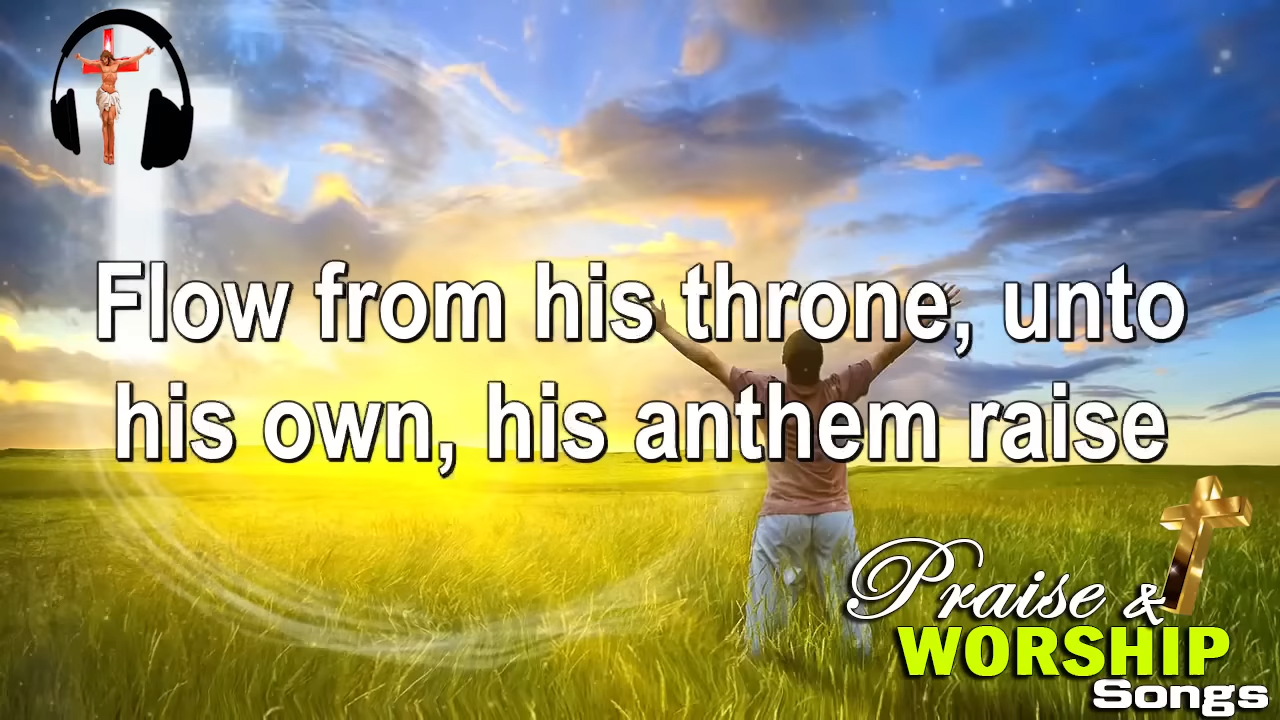 Flow from his throne, unto
his own, his anthem raise
Praise &
WORSHIP
Songs